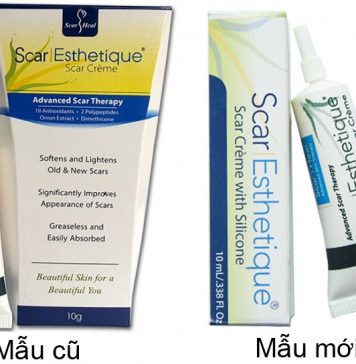 Scar Heal
Scar Esthetique®
Scar Crème
Advanced Scar Therapy
10 Antioxidants • 2 Polypeptides
Onion Extract • Dimethicone
Softens and Lightens
Old & New Scars
Significantly Improves
Appearance of Scars
Greaseless and
Easily Absorbed
Beautiful Skin for a
Beautiful You
10g
Scar Esthetique®
Scar Crème with Silicone
10 mL/.338 FL Oz
Esthetique
Advanced Scar Therapy
Mẫu cũ
Mẫu mới